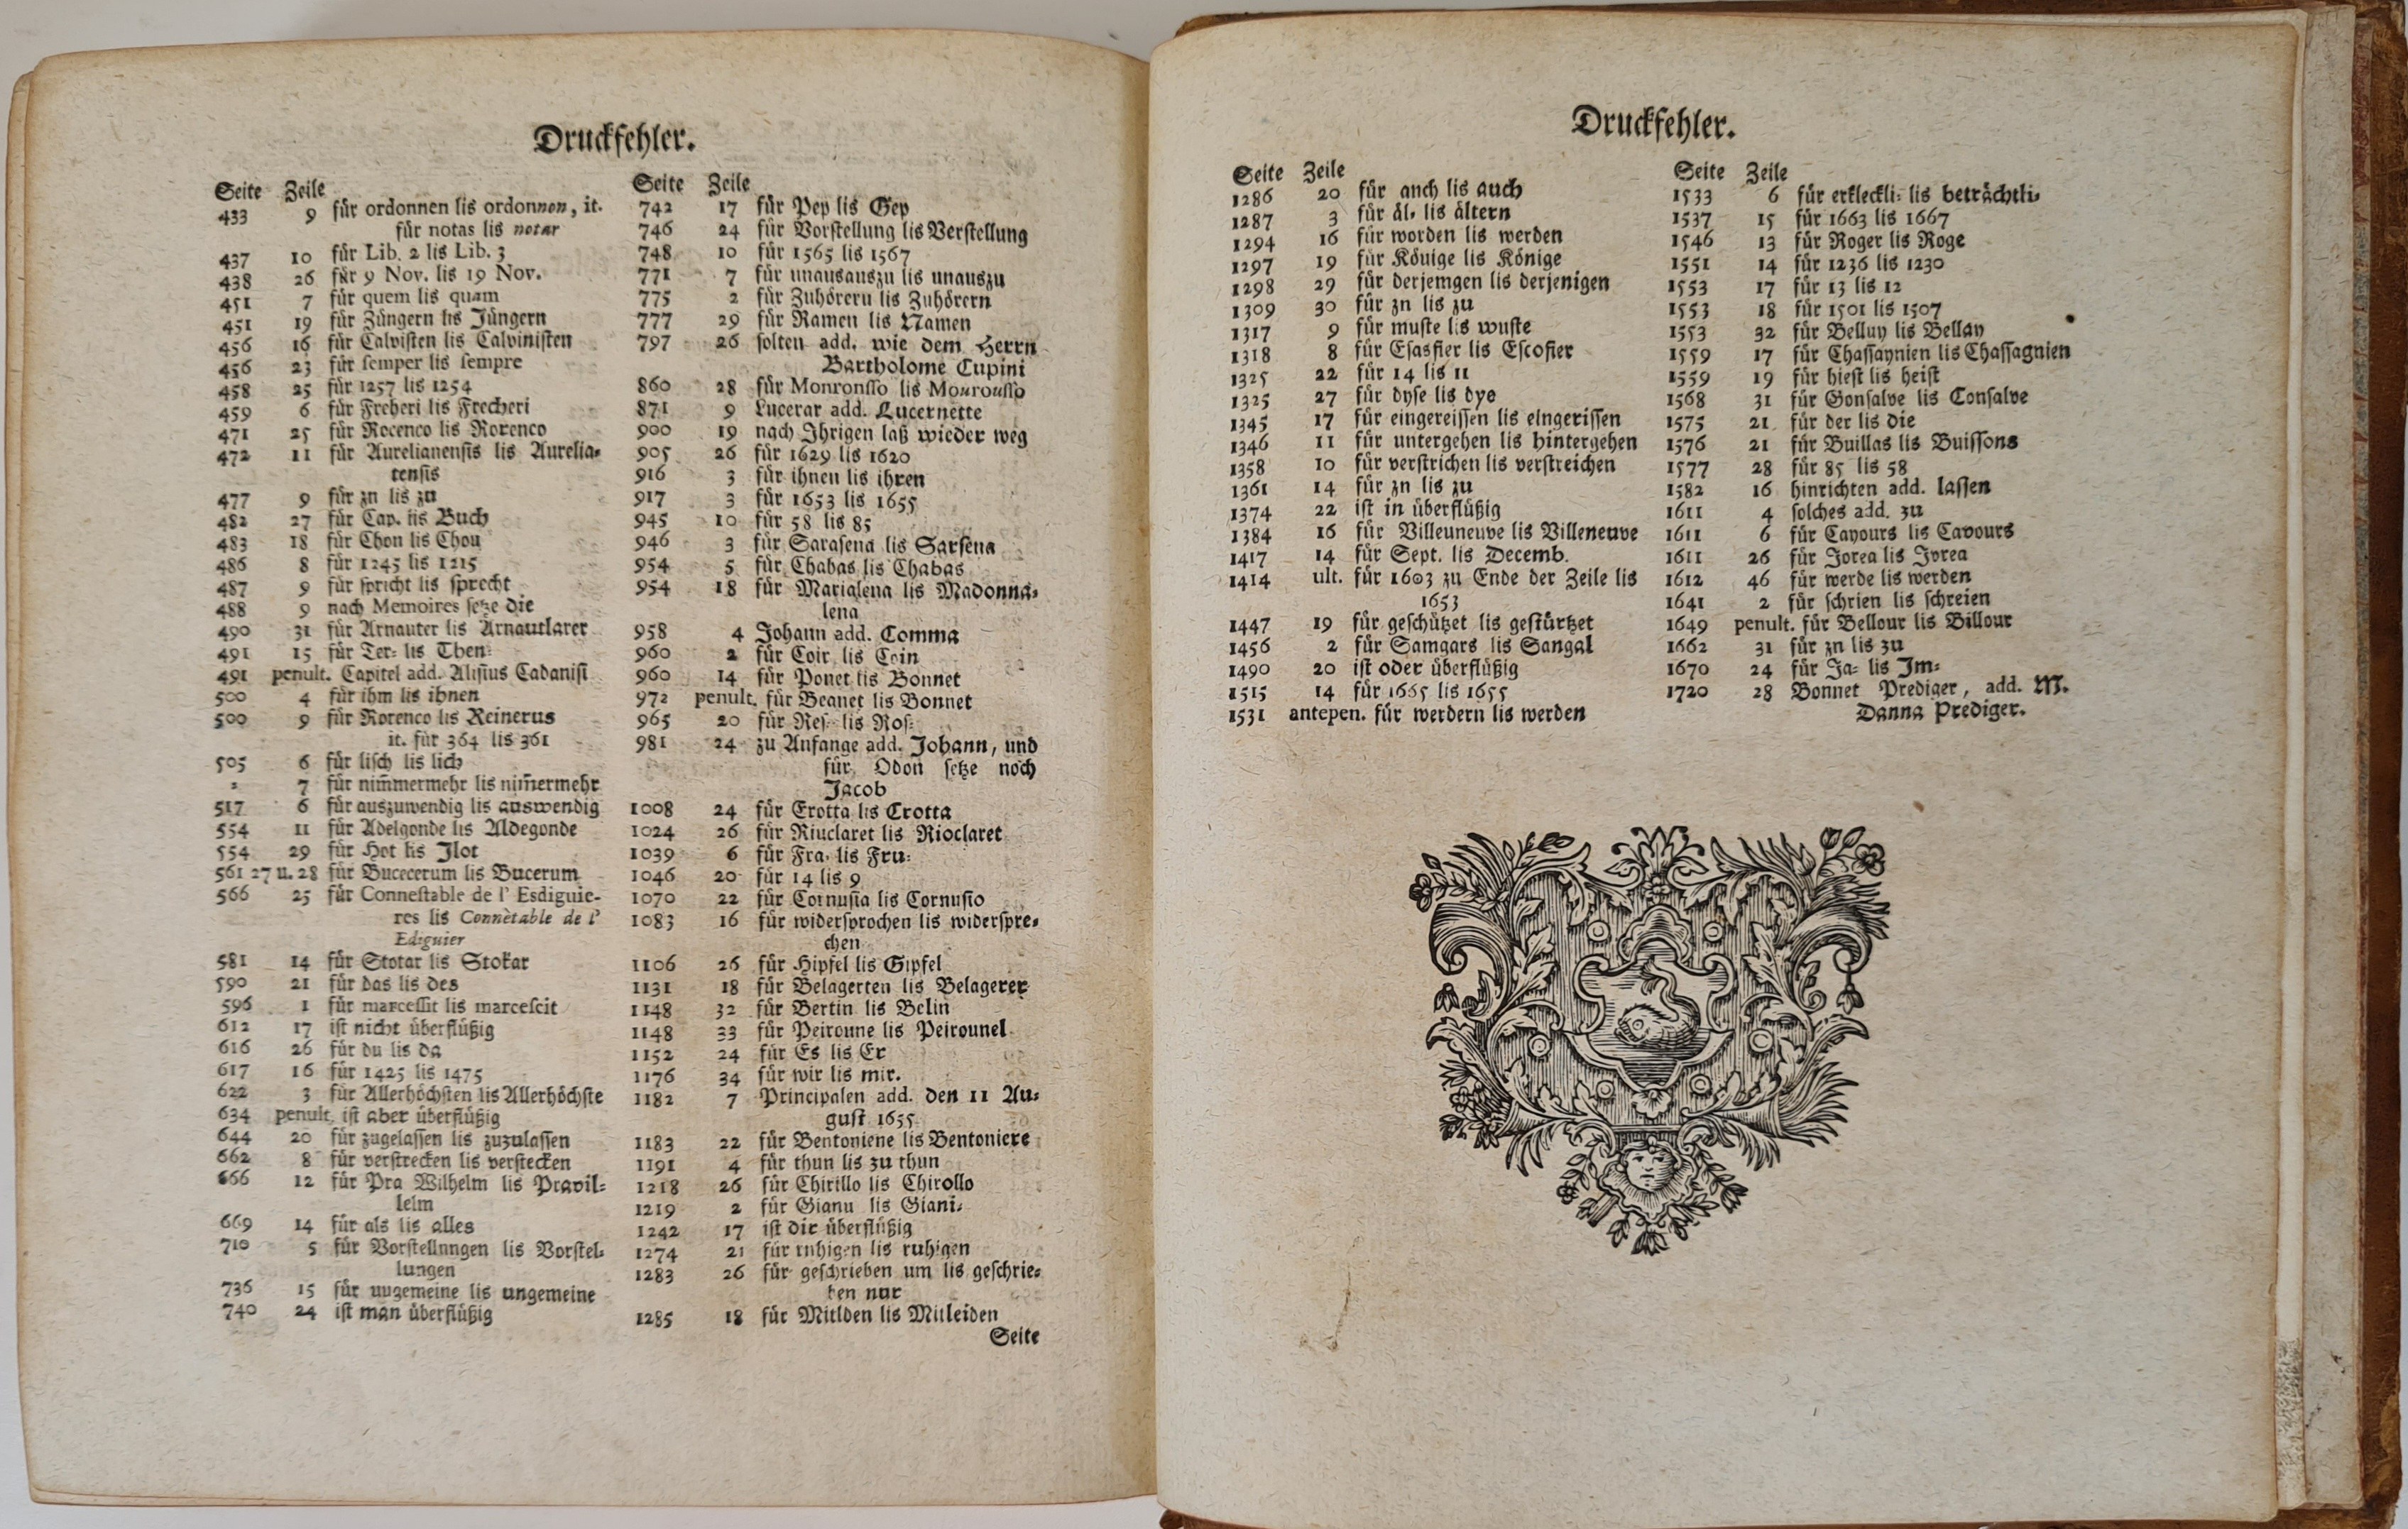 Druckfehler.
Seite Zeile
433 9 für ordonnen lis ordonnon, it.
für notas lis notar
437 10 für Lib. 2 lis Lib. 3
438 26 für 9 Nov. lis 19 Nov.
451 7 für quem lis quam
451 19 für Züngern lis Jüngern
456 16 für Calvisten lis Calvinisten
456 23 für semper lis sempre
458 25 für 1257 lis 1254
459 6 für Freheri lis Frecheri
471 25 für Rocenco lis Rorenco
472 11 für Aurelianensis lis Aurelia-
tensis
477 9 für zn lis zu
482 27 für Cap. lis Buch
483 18 für Chon lis Chou
486 8 für 1245 lis 1215
487 9 für spricht lis sprecht
488 9 nach Memoires setze die
490 31 für Arnauter lis Arnautlarer
491 15 für Ter- lis Then-
491 penult. Capitel add. Alisius Cadanisi
500 4 für ihm lis ihnen
500 9 für Rorenco lis Reinerus
it. für 364 lis 361
505 6 für lisch lis lich
= 7 für nim̄mermehr lis nim̄ermehr
517 6 für auszuwendig lis auswendig
554 11 für Adelgonde lis Aldegonde
554 29 für Hot lis Ilot
561 27 u. 28 für Bucecerum lis Bucerum
566 25 für Connestable de l' Esdiguie-
res lis Connètable de l'
Ediguier
581 14 für Stotar lis Stokar
590 21 für das lis des
596 1 für marcessit lis marcescit
612 17 ist nicht überflüßig
616 26 für du lis da
617 16 für 1425 lis 1475
622 3 für Allerhöchsten lis Allerhöchste
634 penult. ist aber überflüßig
644 20 für zugelassen lis zuzulassen
662 8 für verstrecken lis verstecken
666 12 für Pra Wilhelm lis Pravil-
lelm
669 14 für als lis alles
710 5 für Vorstellnngen lis Vorstel-
lungen
736 15 für uugemeine lis ungemeine
740 24 ist man überflüßig
Seite Zeile
742 17 für Pey lis Gey
746 24 für Vorstellung lis Verstellung
748 10 für 1565 lis 1567
771 7 für unausauszu lis unauszu
775 2 für Zuhöreru lis Zuhörern
777 29 für Ramen lis Namen
797 26 solten add. wie dem Herrn
Bartholome Cupini
860 28 für Monronsso lis Mourousso
871 9 Lucerar add. Lucernette
900 19 nach Ihrigen laß wieder weg
905 26 für 1629 lis 1620
916 3 für ihnen lis ihren
917 3 für 1653 lis 1655
945 10 für 58 lis 85
946 3 für Sarasena lis Sarsena
954 5 für Chabas lis Chabas
954 18 für Marialena lis Madonna-
lena
958 4 Johann add. Comma
960 2 für Coir lis Coin
960 14 für Ponet lis Bonnet
972 penult. für Beanet lis Bonnet
965 20 für Res- lis Ros-
981 24 zu Anfange add. Johann, und
für Odon setze noch
Jacob
1008 24 für Erotta lis Crotta
1024 26 für Riuclaret lis Rioclaret
1039 6 für Fra- lis Fru-
1046 20 für 14 lis 9
1070 22 für Cornusia lis Cornusio
1083 16 für widersprochen lis widerspre-
chen
1106 26 für Hipfel lis Gipfel
1131 18 für Belagerten lis Belagerer
1148 32 für Bertin lis Belin
1148 33 für Peiroune lis Peirounel
1152 24 für Es lis Er
1176 34 für wir lis mir.
1182 7 Principalen add. den 11 Au-
gust 1655
1183 22 für Bentoniene lis Bentoniere
1191 4 für thun lis zu thun
1218 26 für Chirillo lis Chirollo
1219 2 für Gianu lis Giani-
1242 17 ist die überflüßig
1274 21 für rnhigen lis ruhigen
1283 26 für geschrieben um lis geschrie-
ben nur
1285 18 für Mitlden lis Mitleiden
Seite
Druckfehler.
Seite Zeile
1286 20 für anch lis auch
1287 3 für äl- lis ältern
1294 16 für worden lis werden
1297 19 für Köuige lis Könige
1298 29 für derjemgen lis derjenigen
1309 30 für zn lis zu
1317 9 für muste lis wuste
1318 8 für Esasfier lis Escofier
1325 22 für 14 lis 11
1325 27 für dyse lis dye
1345 17 für eingereissen lis eingerissen
1346 11 für untergehen lis hintergehen
1358 10 für verstrichen lis verstreichen
1361 14 für zn lis zu
1374 22 ist in überflüßig
1384 16 für Villeuneuve lis Villeneuve
1417 14 für Sept. lis Decemb.
1414 ult. für 1603 zu Ende der Zeile lis
1653
1447 19 für geschützet lis gestürtzet
1456 2 für Samgars lis Sangal
1490 20 ist oder überflüßig
1515 14 für 1665 lis 1655
1531 antepen. für werdern lis werden
Seite Zeile
1533 6 für erkleckli- lis beträchtli-
1537 15 für 1663 lis 1667
1546 13 für Roger lis Roge
1551 14 für 1236 lis 1230
1553 17 für 13 lis 12
1553 18 für 1501 lis 1507
1553 32 für Belluy lis Bellay
1559 17 für Chassaynien lis Chassagnien
1559 19 für hiest lis heist
1568 31 für Gonsalve lis Consalve
1575 21 für der lis die
1576 21 für Buillas lis Buissons
1577 28 für 85 lis 58
1582 16 hinrichten add. lassen
1611 4 solches add. zu
1611 6 für Cayours lis Cavours
1611 26 für Jorea lis Jvrea
1612 46 für werde lis werden
1641 2 für schrien lis schreien
1649 penult. für Bellour lis Billour
1662 31 für zn lis zu
1670 24 für Ja- lis Im-
1720 28 Bonnet Prediger, add. M.
Danna Prediger.